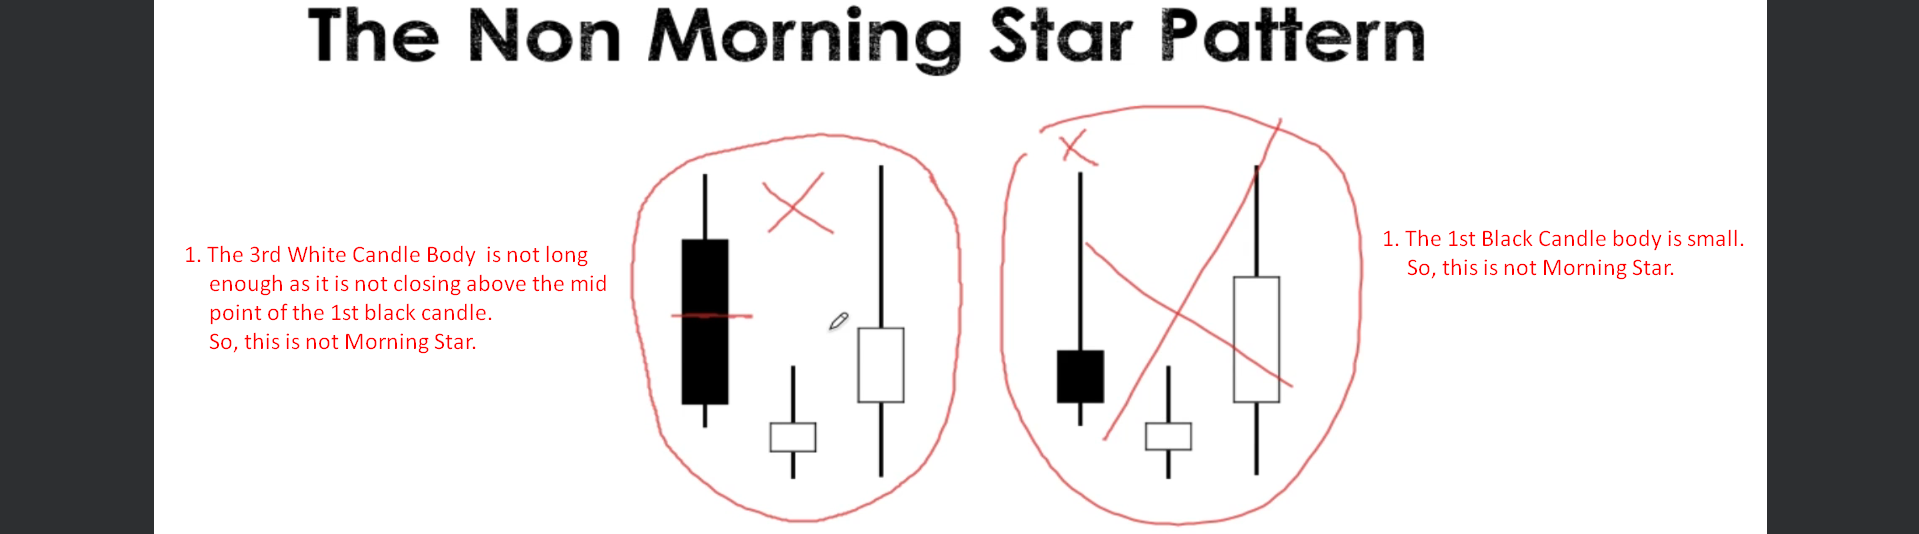 The Non Morning Star Pattern
1. The 3rd White Candle Body is not long
enough as it is not closing above the mid
point of the 1st black candle.
So, this is not Morning Star.
1. The 1st Black Candle body is small.
So, this is not Morning Star.